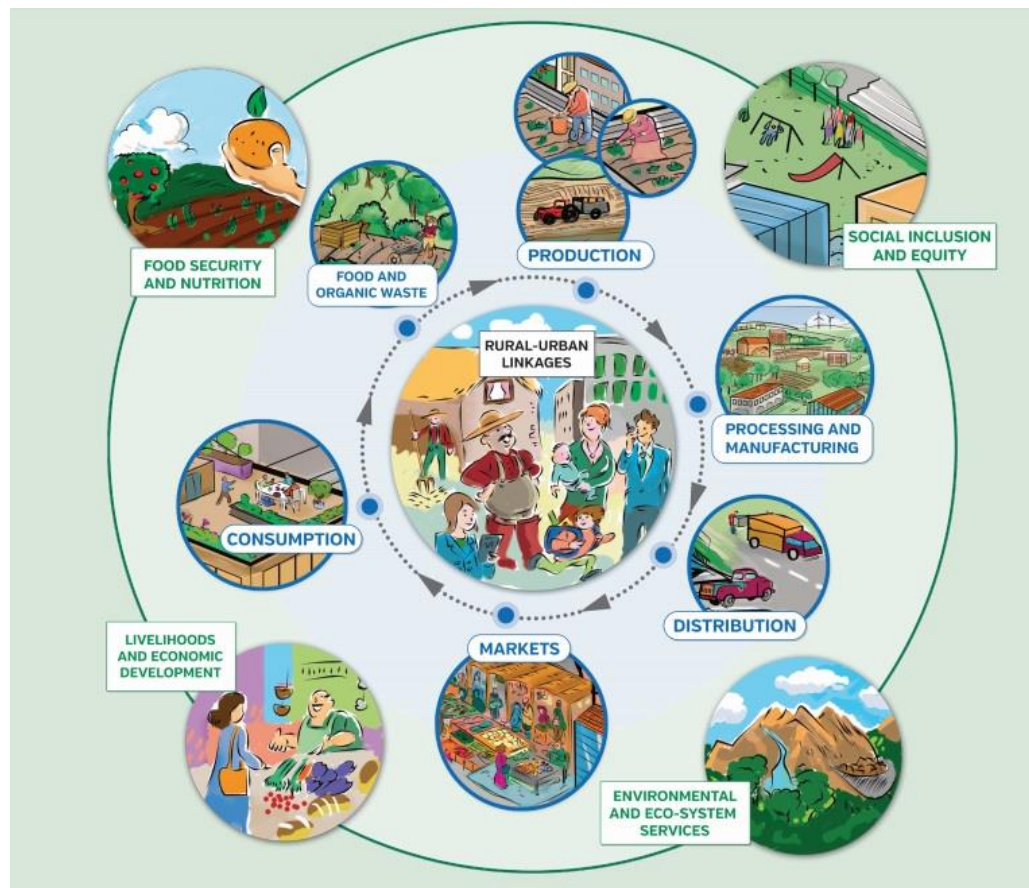 PRODUCTION
SOCIAL INCLUSION
AND EQUITY
FOOD SECURITY
AND NUTRITION
FOOD AND
ORGANIC WASTE
RURAL-URBAN
LINKAGES
PROCESSING AND
MANUFACTURING
CONSUMPTION
DISTRIBUTION
MARKETS
LIVELIHOODS
AND ECONOMIC
DEVELOPMENT
ENVIRONMENTAL
AND ECO-SYSTEM
SERVICES